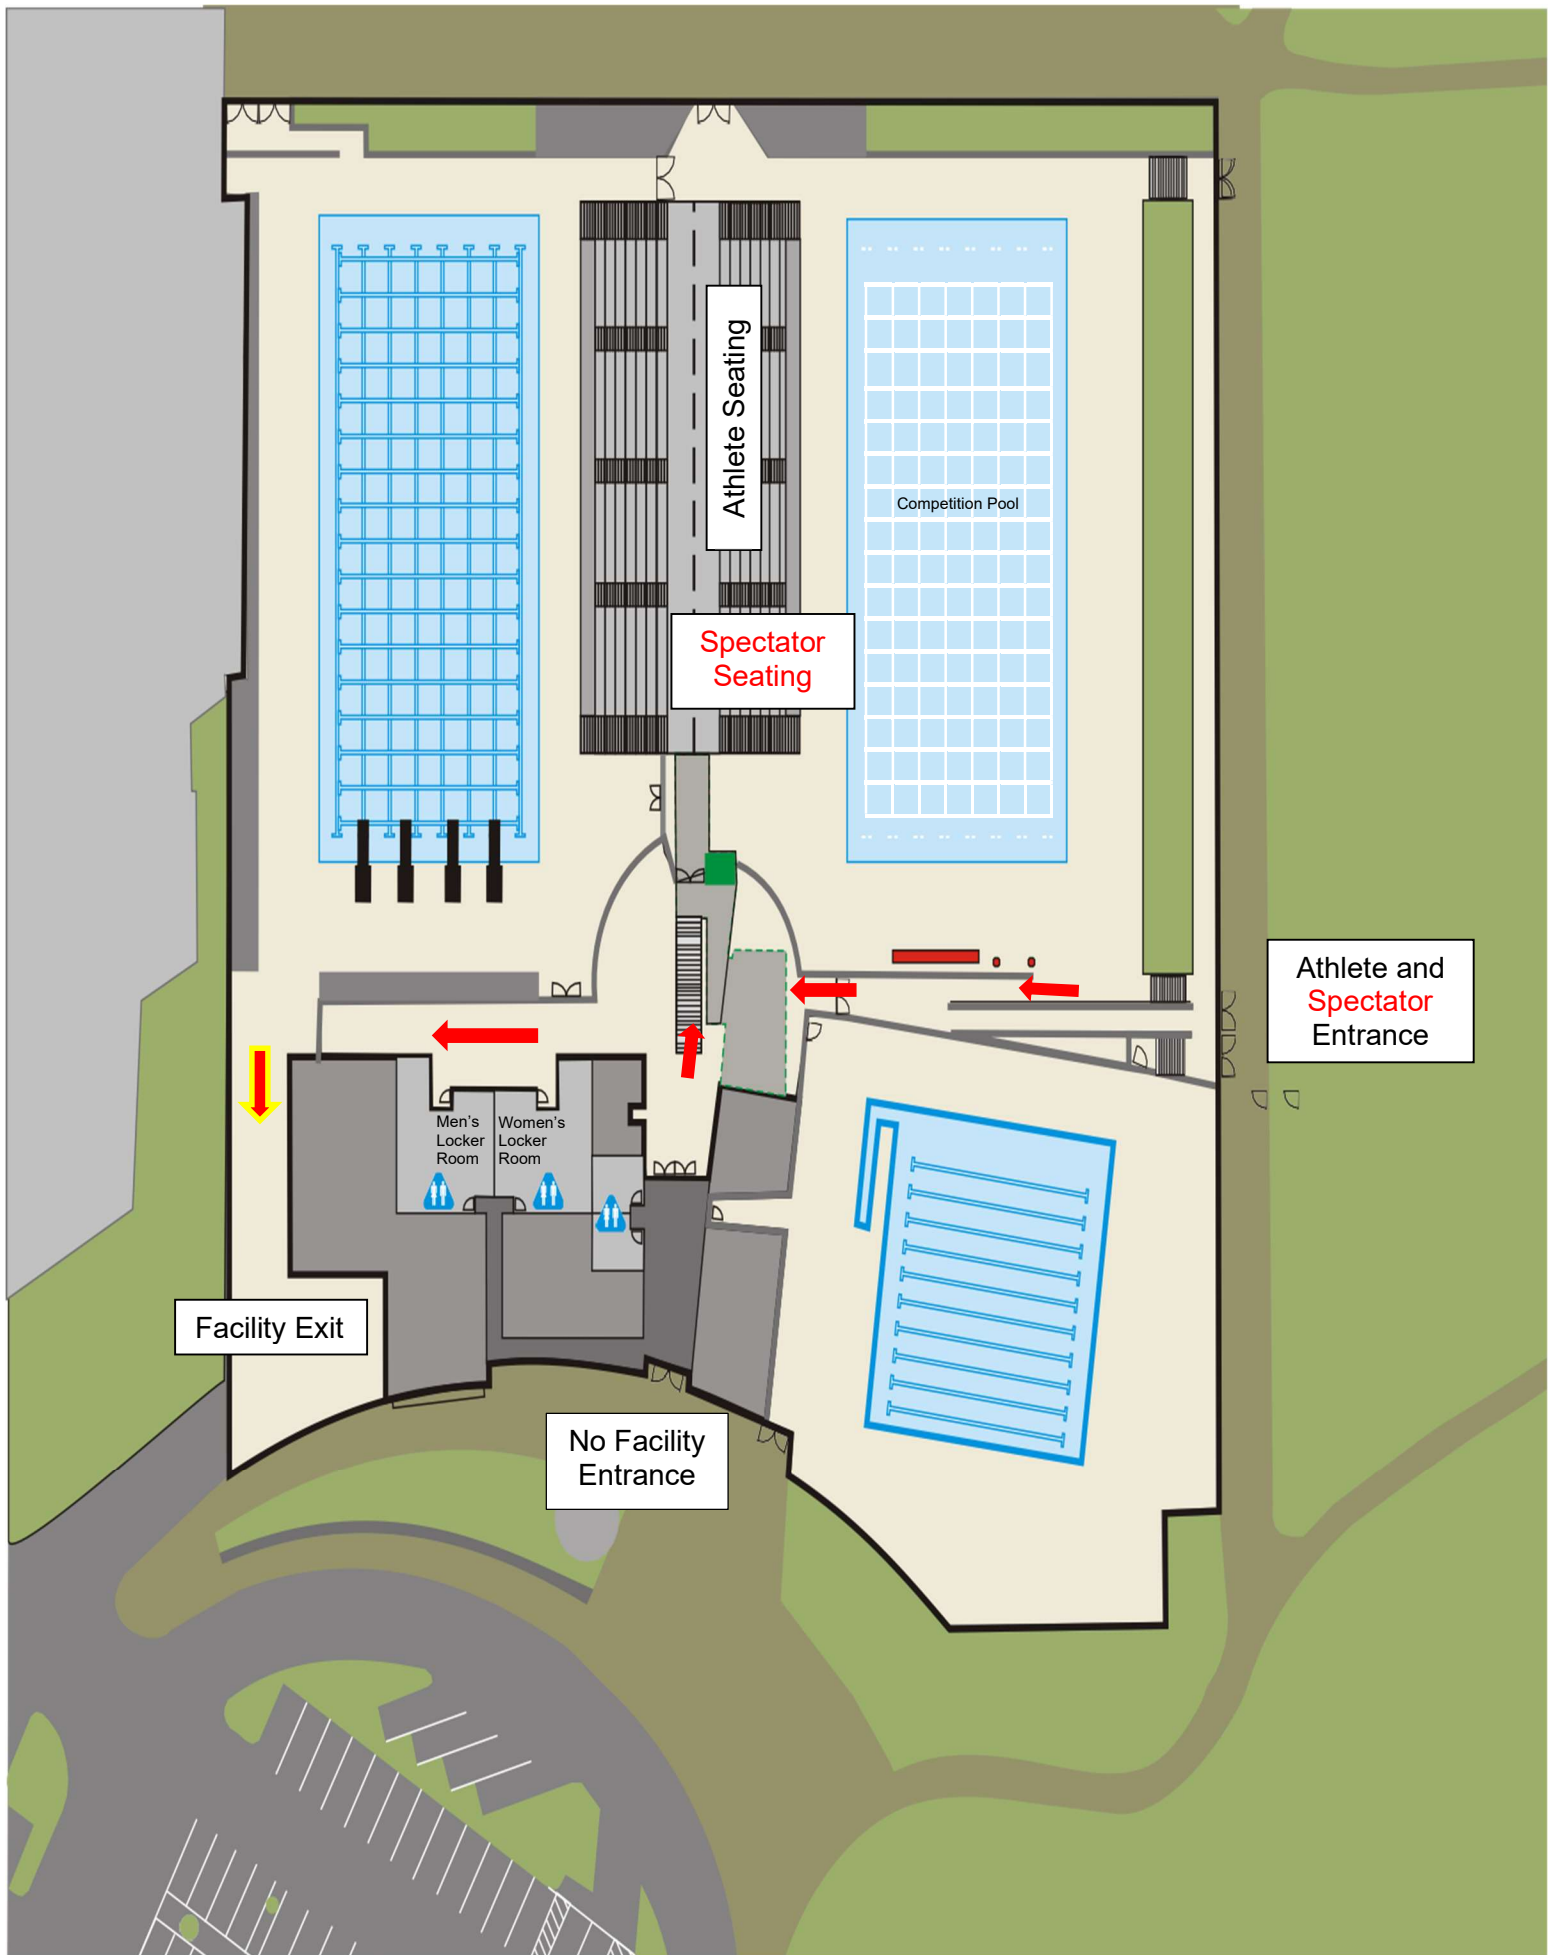 Athlete Seating
Competition Pool
Spectator
Seating
Athlete and
Spectator
Entrance
Men's
Locker
Room
Women's
Locker
Room
Facility Exit
No Facility
Entrance